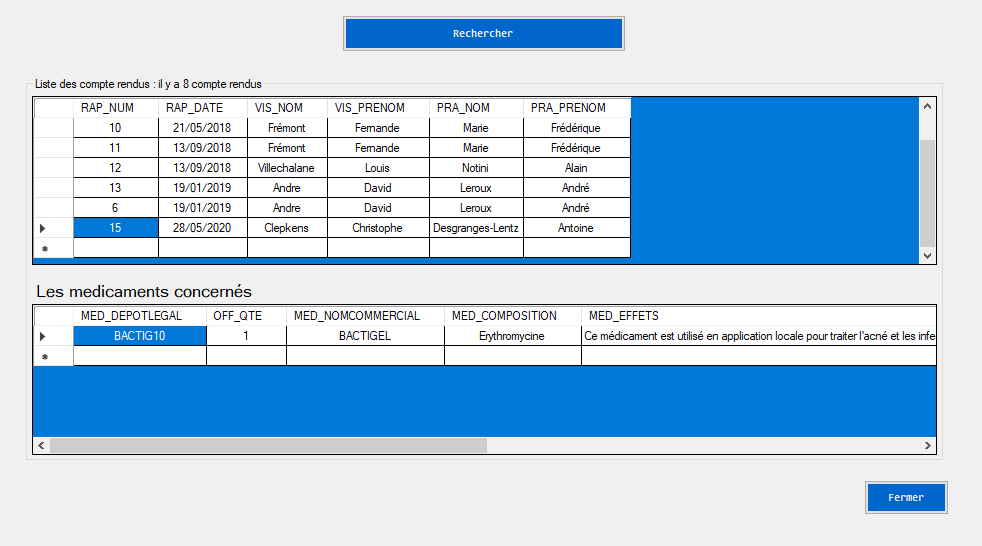 Rechercher
Liste des compte rendus : il y a 8 compte rendus
RAP_NUM RAP_DATE VIS_NOM VIS_PRENOM PRA_NOM PRA_PRENOM
10 21/05/2018 Frémont Fernande Marie Frédérique
11 13/09/2018 Frémont Fernande Marie Frédérique
12 13/09/2018 Villechalane Louis Notini Alain
13 19/01/2019 Andre David Leroux André
6 19/01/2019 Andre David Leroux André
15 28/05/2020 Clepkens Christophe Desgranges-Lentz Antoine
Les medicaments concernés
MED_DEPOTLEGAL OFF_QTE MED_NOMCOMMERCIAL MED_COMPOSITION MED_EFFETS
BACTIG10 1 BACTIGEL Erythromycine Ce médicament est utilisé en application locale pour traiter l'acné et les infe
Fermer